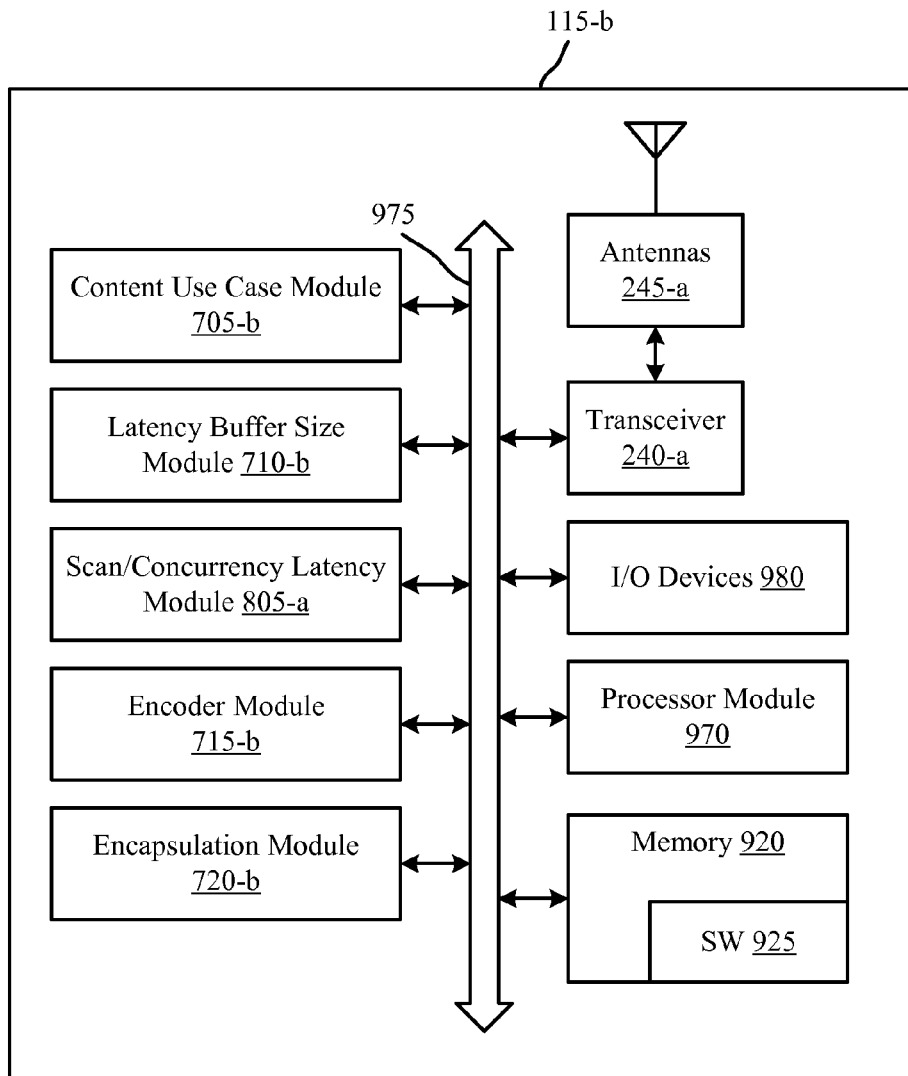 115-b
975
Content Use Case Module
705-b
Latency Buffer Size
Module 710-b
Scan/Concurrency Latency
Module 805-a
Encoder Module
715-b
Encapsulation Module
720-b
Antennas
245-a
Transceiver
240-a
I/O Devices 980
Processor Module
970
Memory 920
SW 925